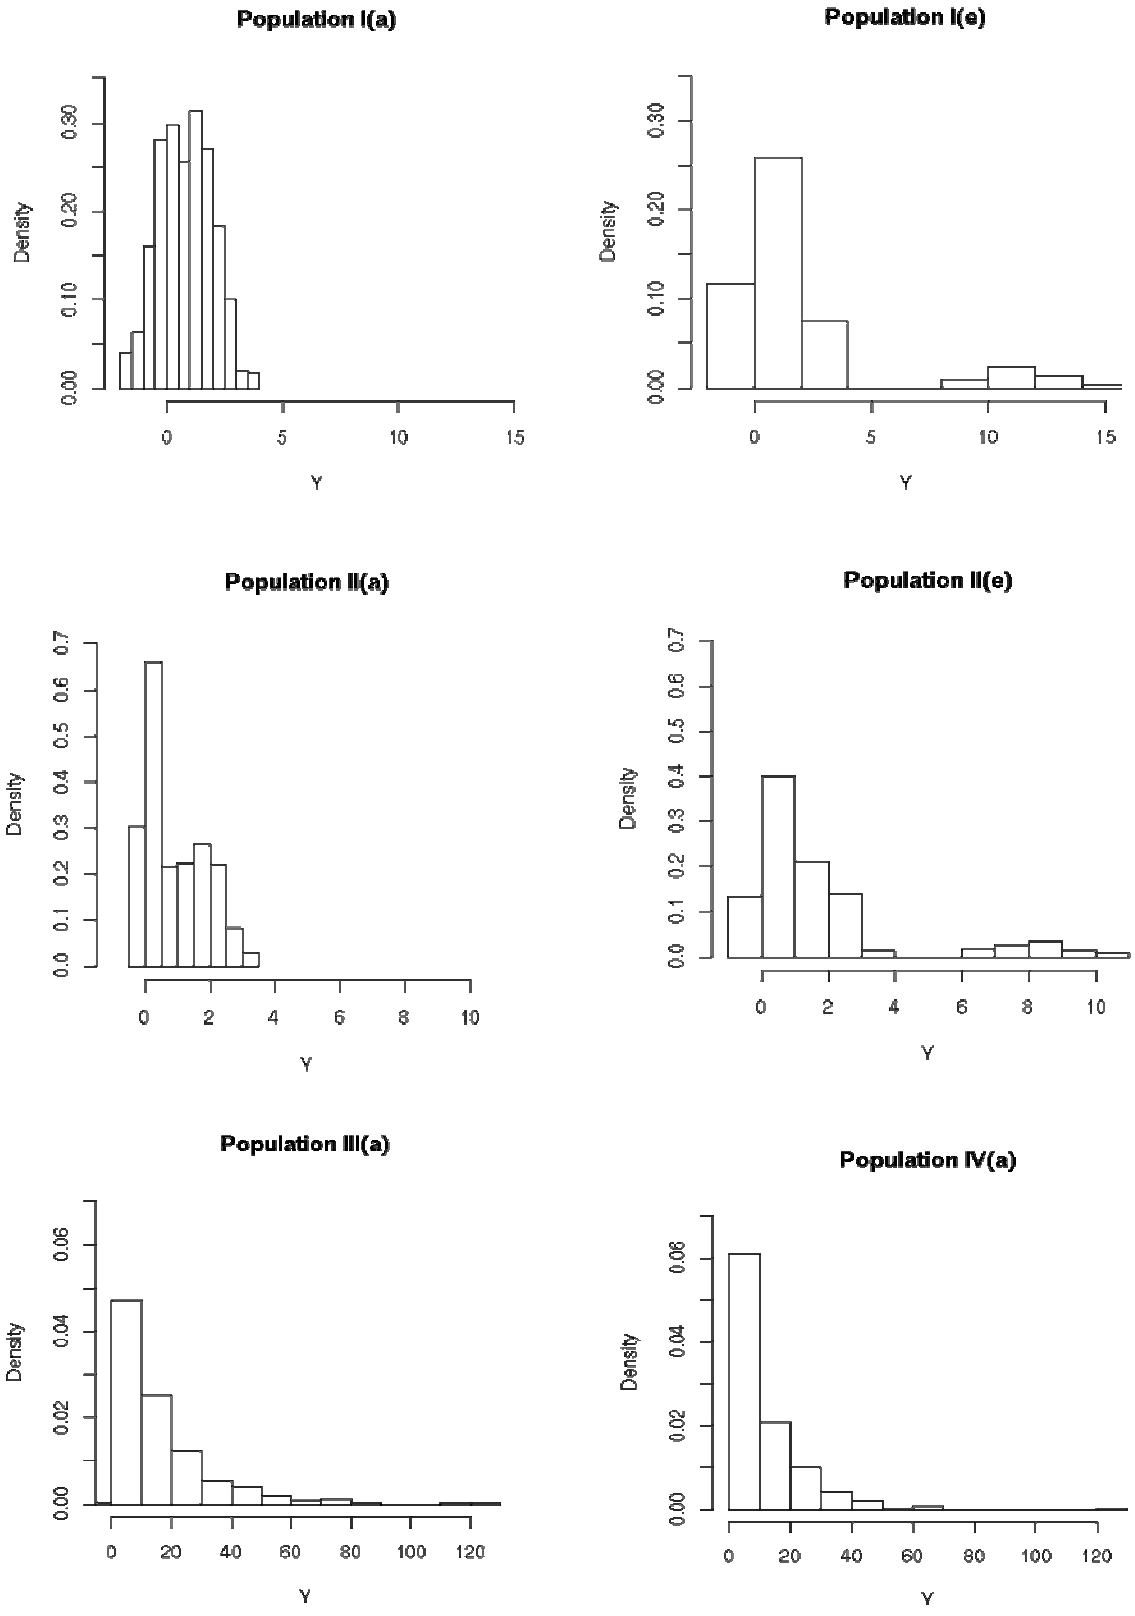 Population I(a)
Density
0.00 0.10 0.20 0.30
0 5 10 15
Y
Population I(e)
Density
0.00 0.10 0.20 0.30
0 5 10 15
Y
Population II(a)
Density
0.0 0.1 0.2 0.3 0.4 0.5 0.6 0.7
0 2 4 6 8 10
Y
Population II(e)
Density
0.0 0.1 0.2 0.3 0.4 0.5 0.6 0.7
0 2 4 6 8 10
Y
Population III(a)
Density
0.00 0.02 0.04 0.06
0 20 40 60 80 100 120
Y
Population IV(a)
Density
0.00 0.02 0.04 0.06
0 20 40 60 80 100 120
Y